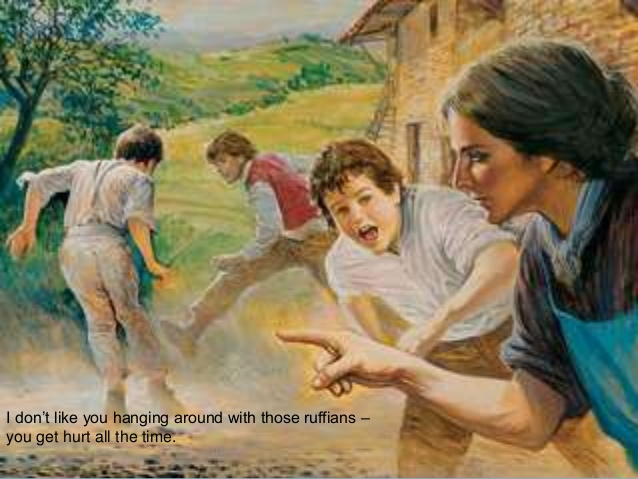 I don't like you hanging around with those ruffians –
you get hurt all the time.